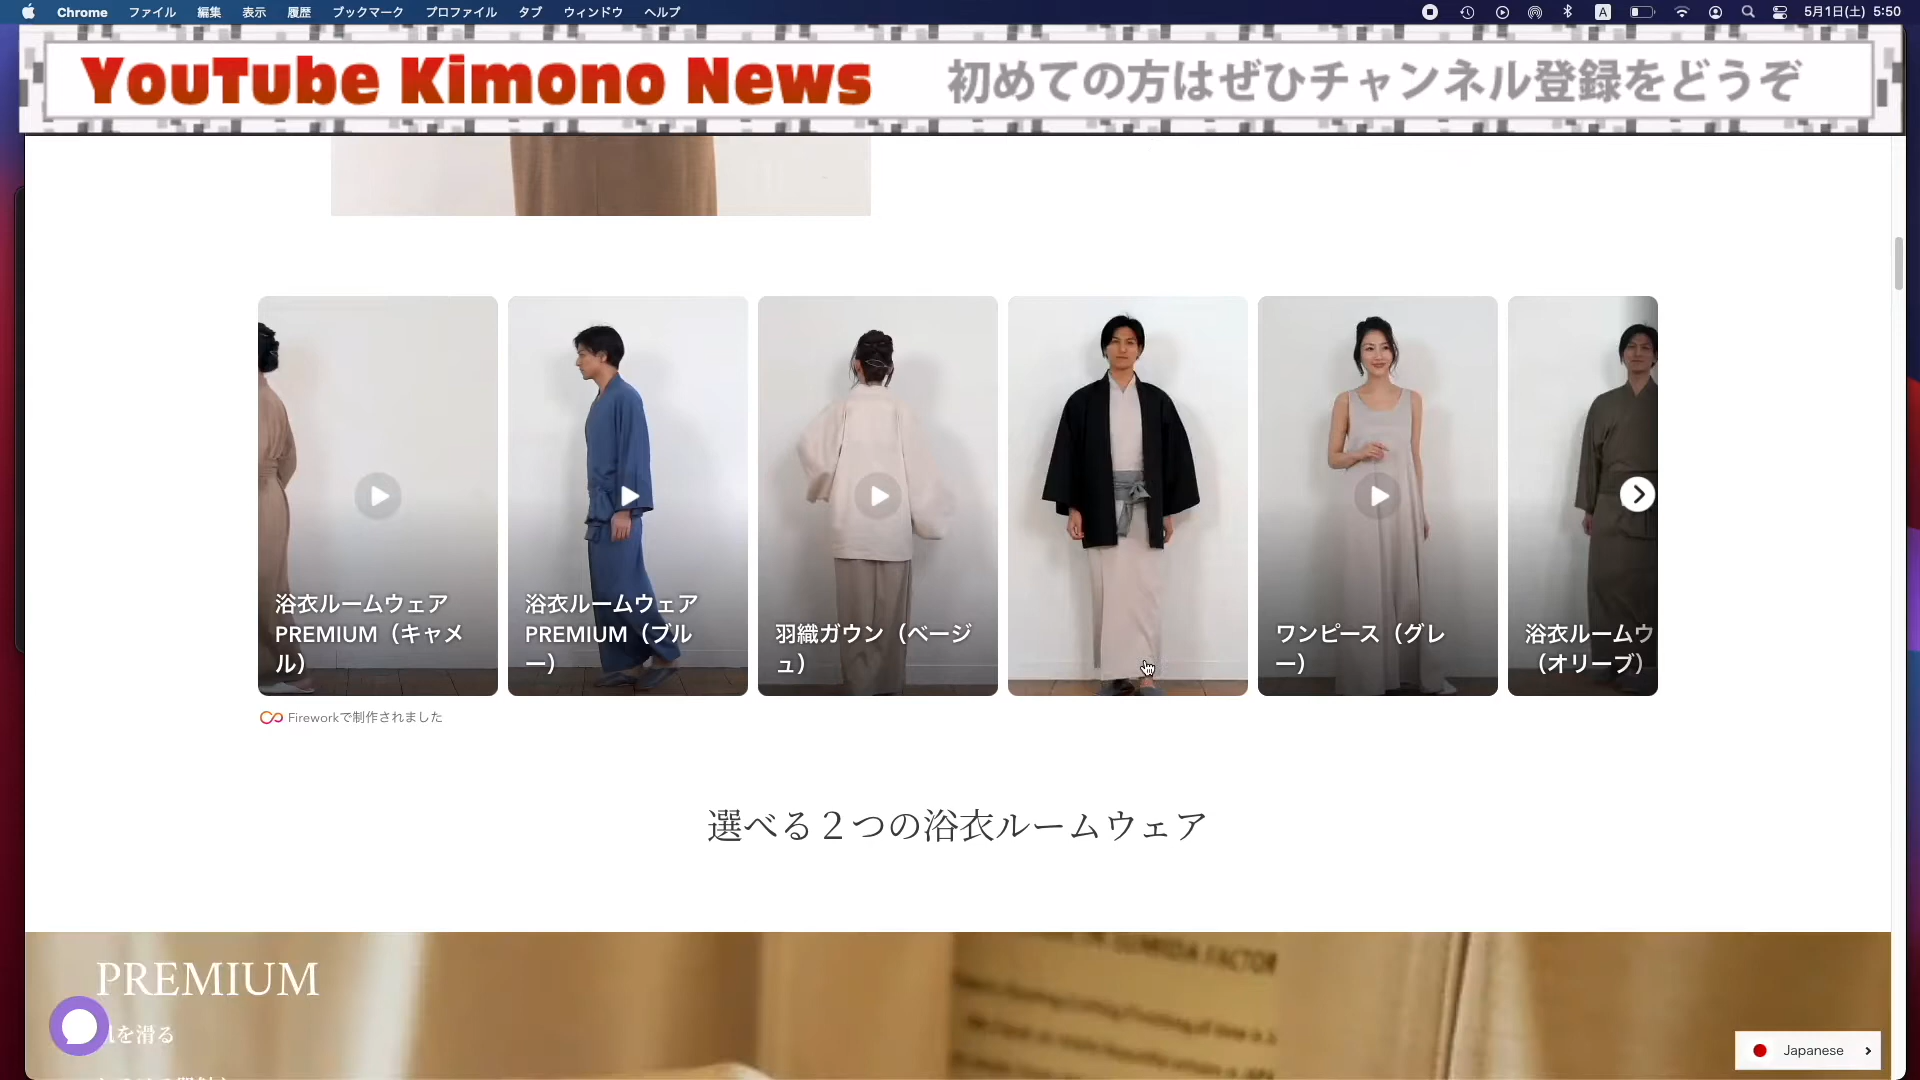 Chrome ファイル 編集 表示 履歴 ブックマーク プロファイル タブ ウィンドウ ヘルプ
A 5月1日(土) 5:50
YouTube Kimono News 初めての方はぜひチャンネル登録をどうぞ
浴衣ルームウェア
PREMIUM（キャメ
ル）
浴衣ルームウェア
PREMIUM（ブル
ー）
羽織ガウン（ベージ
ュ）
ワンピース（グレ
ー）
浴衣ルームウ
（オリーブ）
Fireworkで制作されました
選べる２つの浴衣ルームウェア
PREMIUM
を滑る
Japanese